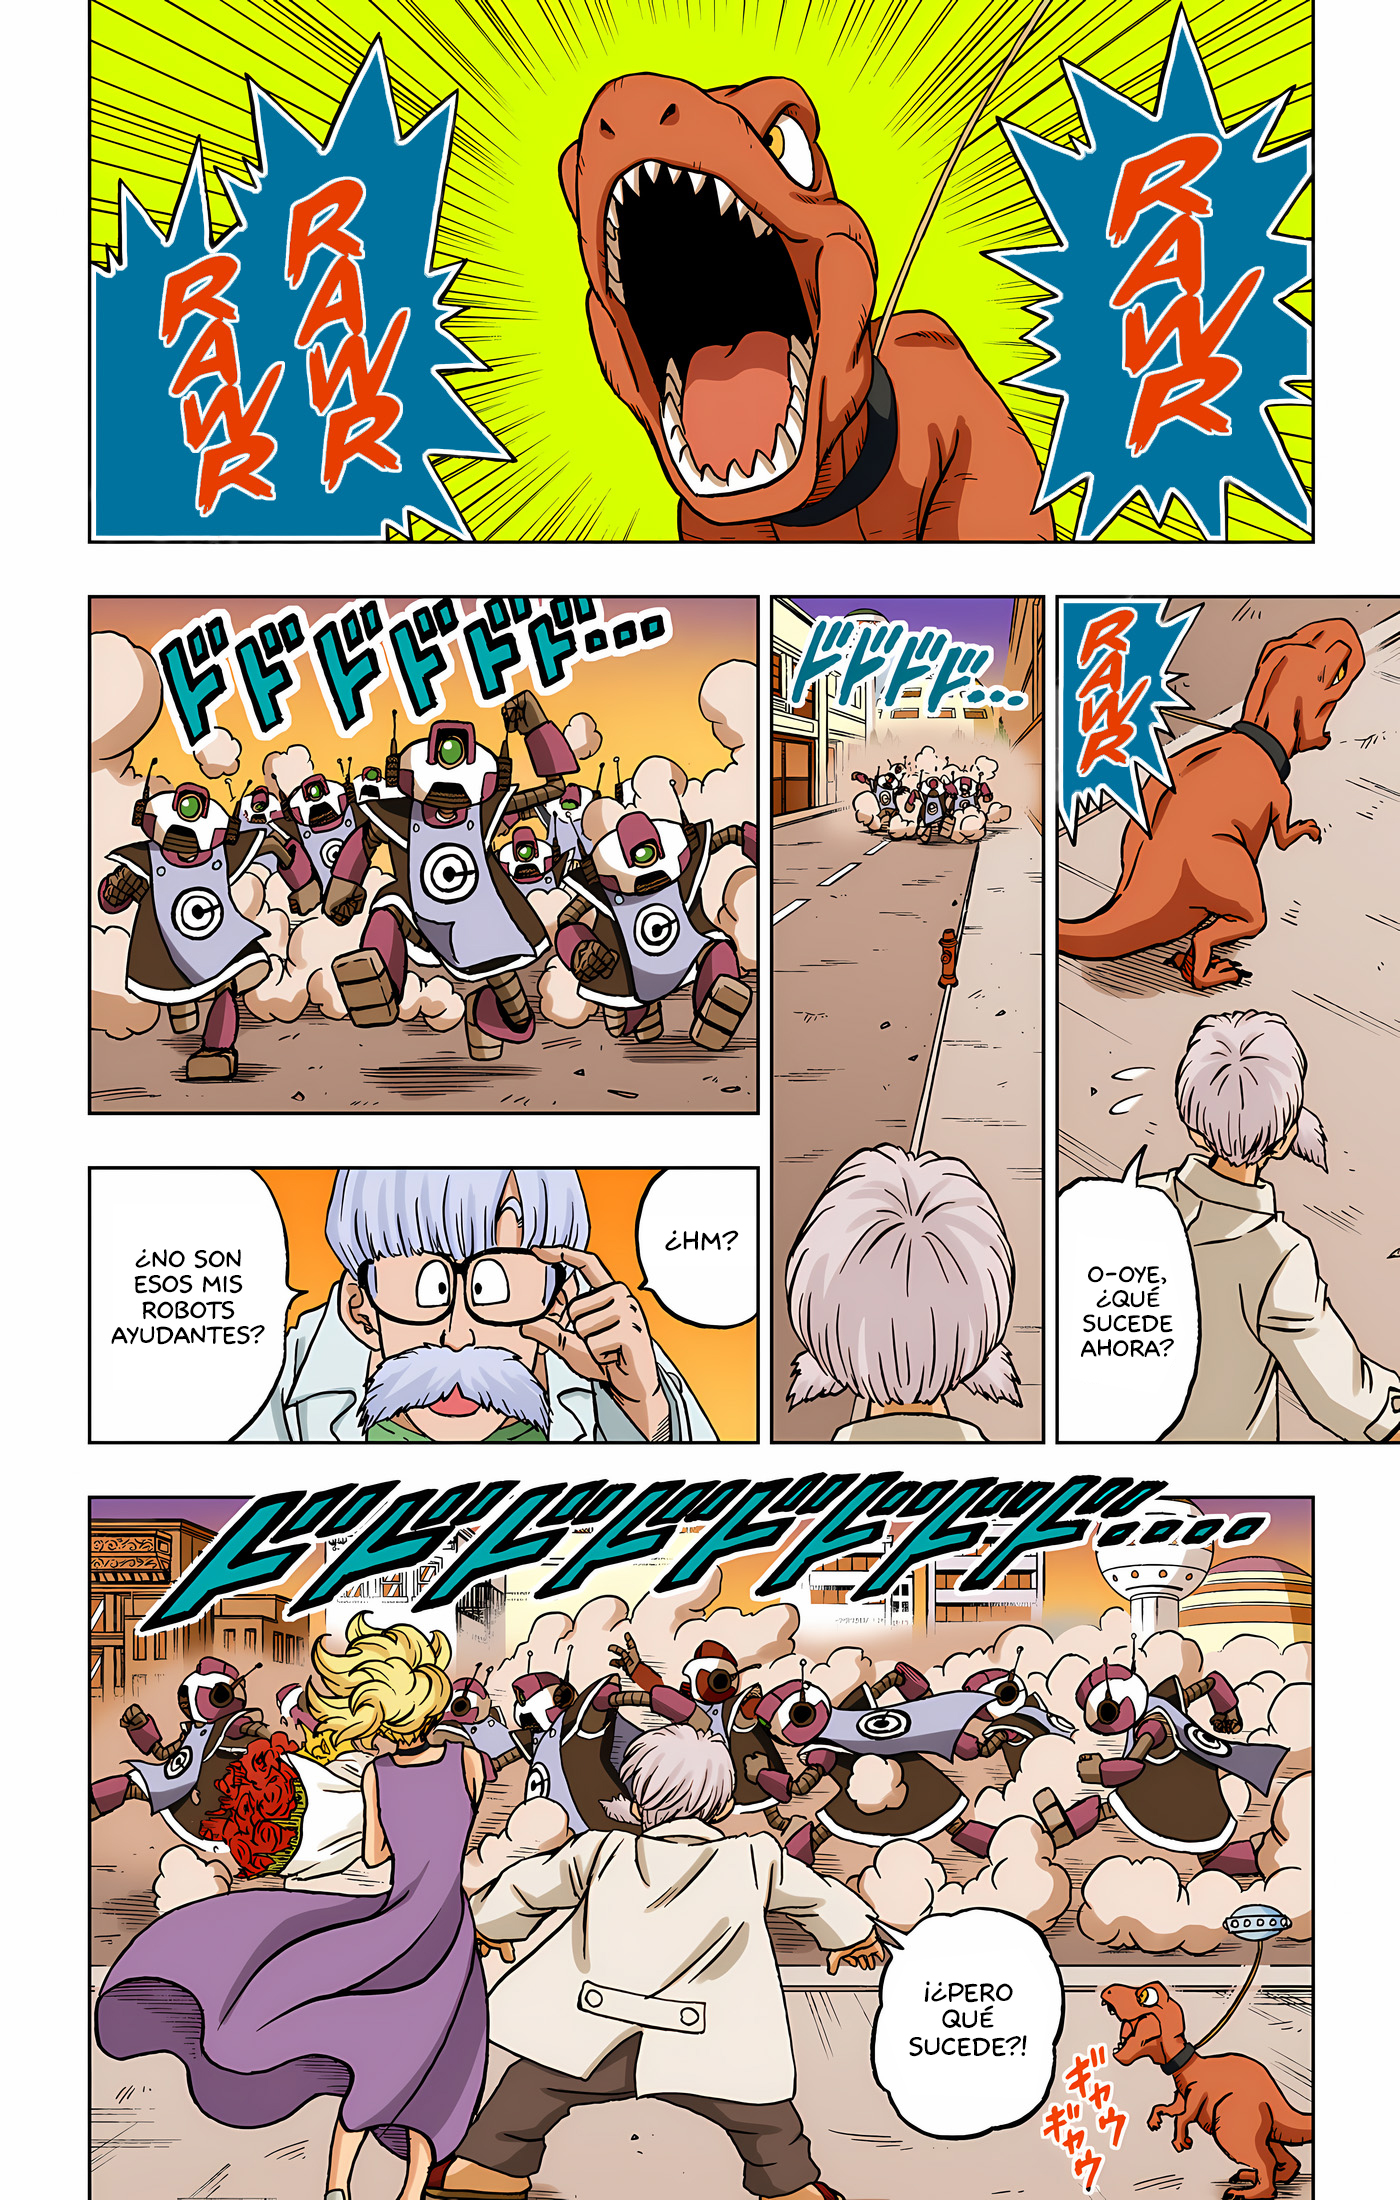 RAWR
RAWR
RAWR
RAWR
O-OYE,
¿QUÉ
SUCEDE
AHORA?
ドドドド...
ドドドドドド...
¿HM?
¿NO SON
ESOS MIS
ROBOTS
AYUDANTES?
ドドドドドドドド....
¡¿PERO
QUÉ
SUCEDE?!
ギャウ
ギャウ